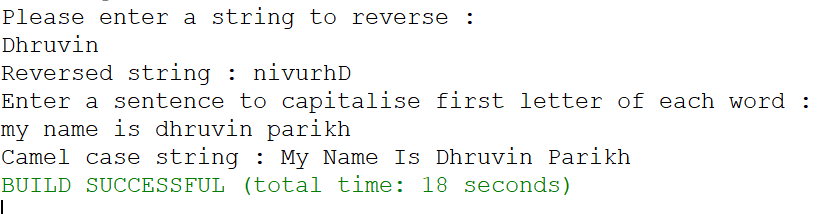 Please enter a string to reverse :
Dhruvin
Reversed string : nivurhD
Enter a sentence to capitalise first letter of each word :
my name is dhruvin parikh
Camel case string : My Name Is Dhruvin Parikh
BUILD SUCCESSFUL (total time: 18 seconds)